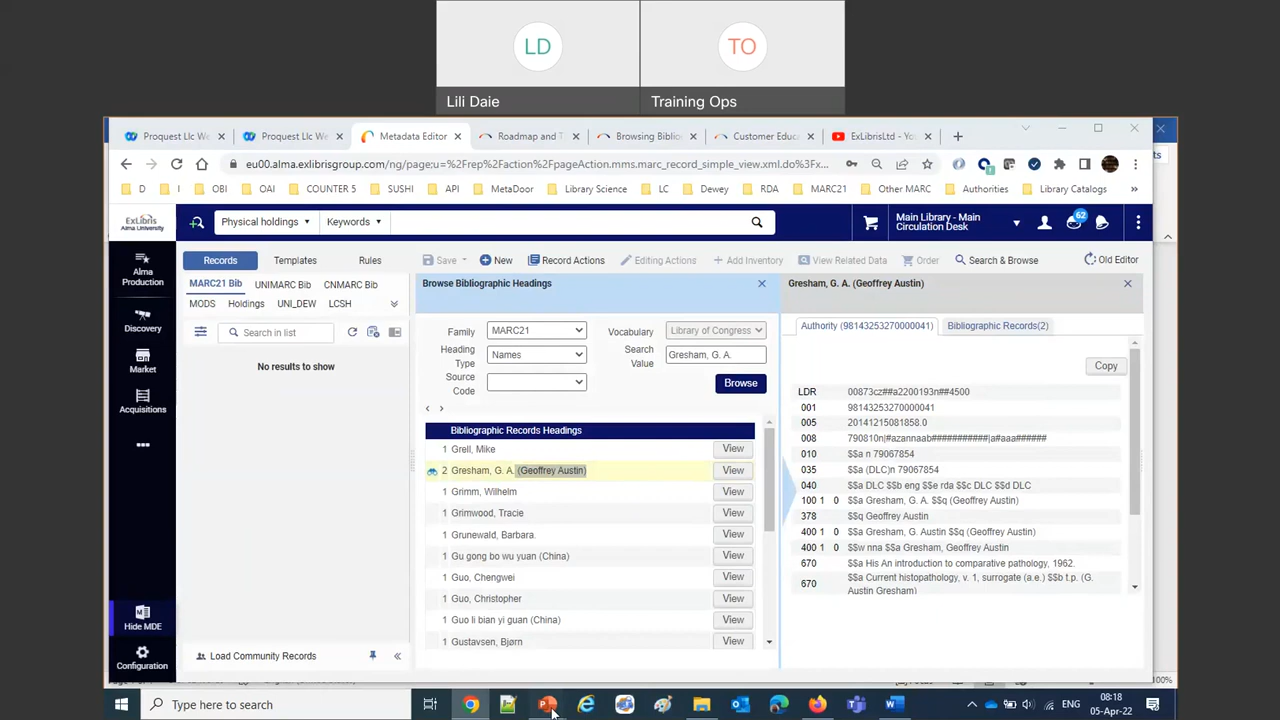 LD
TO
Lili Daie
Training Ops
Proquest Llc We
Proquest Llc We
Metadata Editor
Roadmap and T
Browsing Biblio
Customer Educ
ExLibrisLtd - Yo
eu00.alma.exlibrisgroup.com/ng/page;u=%2Frep%2Faction%2FpageAction.mms.marc_record_simple_view.xml.do%3Fx...
D
I
OBI
OAI
COUNTER 5
SUSHI
API
MetaDoor
Library Science
LC
Dewey
RDA
MARC21
Other MARC
Authorities
Library Catalogs
ExLibris
Alma University
Physical holdings
Keywords
Main Library - Main
Circulation Desk
62
Alma
Production
Discovery
Market
Acquisitions
Hide MDE
Configuration
Records
Templates
Rules
Save
New
Record Actions
Editing Actions
Add Inventory
View Related Data
Order
Search & Browse
Old Editor
MARC21 Bib
UNIMARC Bib
CNMARC Bib
MODS
Holdings
UNI_DEW
LCSH
Search in list
No results to show
Load Community Records
Browse Bibliographic Headings
Family
MARC21
Vocabulary
Library of Congress
Heading
Type
Names
Search
Value
Gresham, G. A.
Source
Code
Browse
Bibliographic Records Headings
1 Grell, Mike View
2 Gresham, G. A. (Geoffrey Austin) View
1 Grimm, Wilhelm View
1 Grimwood, Tracie View
1 Grunewald, Barbara. View
1 Gu gong bo wu yuan (China) View
1 Guo, Chengwei View
1 Guo, Christopher View
1 Guo li bian yi guan (China) View
1 Gustavsen, Bjørn View
Gresham, G. A. (Geoffrey Austin)
Authority (98143253270000041)
Bibliographic Records(2)
Copy
LDR 00873cz##a2200193n##4500
001 98143253270000041
005 20141215081858.0
008 790810n|#azannaab###########|a#aaa######
010 $$a n 79067854
035 $$a (DLC)n 79067854
040 $$a DLC $$b eng $$e rda $$c DLC $$d DLC
100 1 0 $$a Gresham, G. A. $$q (Geoffrey Austin)
378 $$q Geoffrey Austin
400 1 0 $$a Gresham, G. Austin $$q (Geoffrey Austin)
400 1 0 $$w nna $$a Gresham, Geoffrey Austin
670 $$a His An introduction to comparative pathology, 1962.
670 $$a Current histopathology, v. 1, surrogate (a.e.) $$b t.p. (G.
Austin Gresham)
100%
Type here to search
ENG
08:18
05-Apr-22